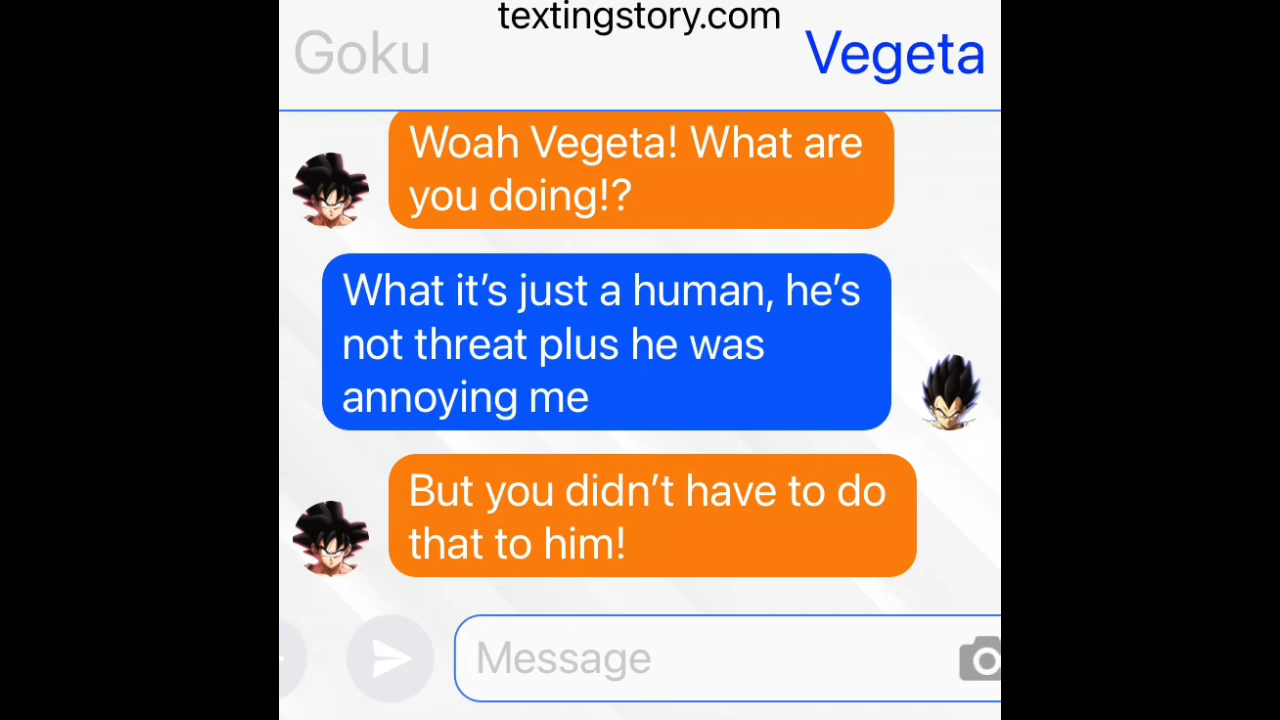 textingstory.com
Goku
Vegeta
Woah Vegeta! What are
you doing!?
What it's just a human, he's
not threat plus he was
annoying me
But you didn't have to do
that to him!
Message